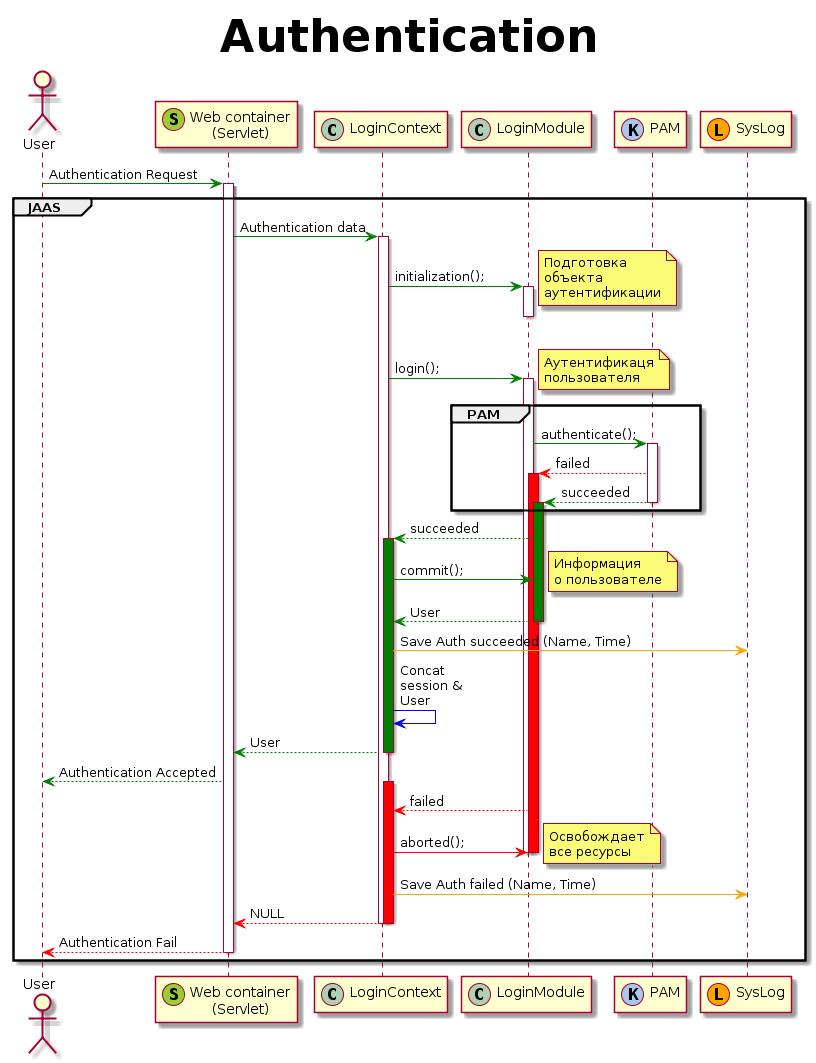 Authentication
User
S Web container
(Servlet)
C LoginContext
C LoginModule
K PAM
L SysLog
Authentication Request
JAAS
Authentication data
Подготовка
объекта
аутентификации
initialization();
Аутентификаця
пользователя
login();
PAM
authenticate();
failed
succeeded
succeeded
Информация
о пользователе
commit();
User
Save Auth succeeded (Name, Time)
Concat
session &
User
User
Authentication Accepted
failed
Освобождает
все ресурсы
aborted();
Save Auth failed (Name, Time)
NULL
Authentication Fail
User
S Web container
(Servlet)
C LoginContext
C LoginModule
K PAM
L SysLog